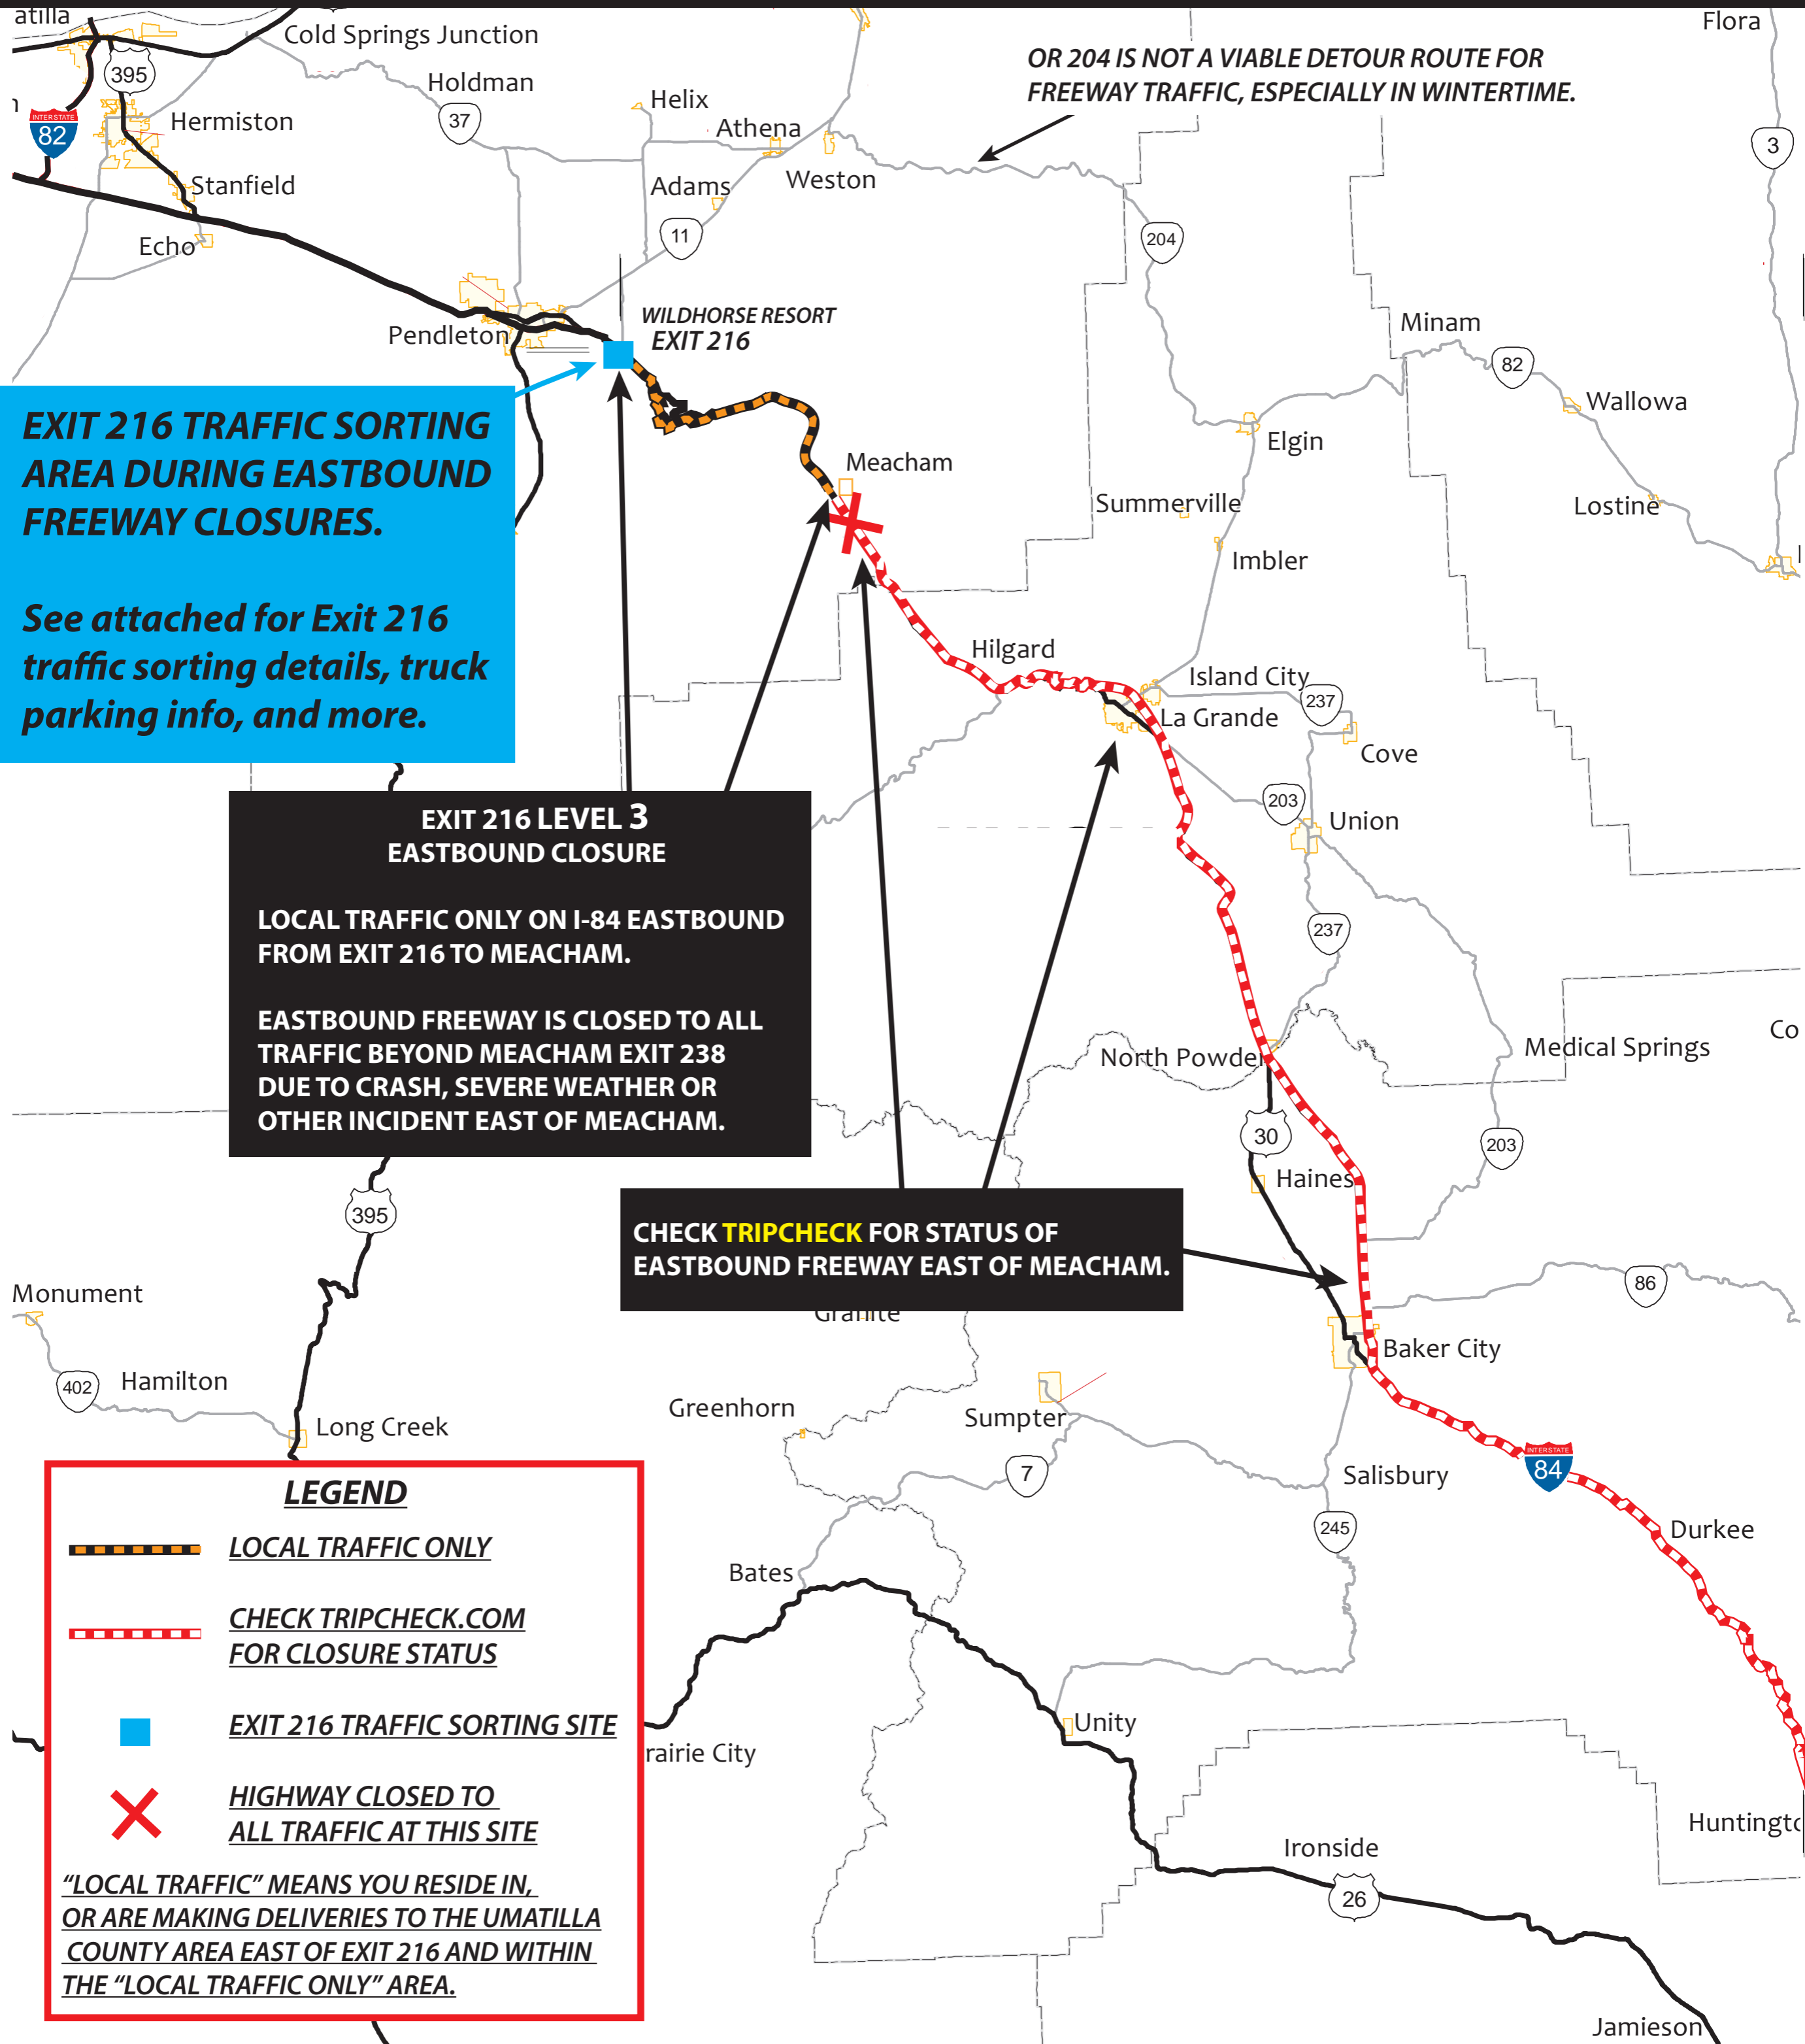 atilla
Cold Springs Junction
Flora
OR 204 IS NOT A VIABLE DETOUR ROUTE FOR
FREEWAY TRAFFIC, ESPECIALLY IN WINTERTIME.
395
Holdman
Helix
37
INTERSTATE
82
Hermiston
Athena
3
Stanfield
Adams
Weston
Echo
11
204
WILDHORSE RESORT
EXIT 216
Pendleton
Minam
82
Wallowa
EXIT 216 TRAFFIC SORTING
AREA DURING EASTBOUND
FREEWAY CLOSURES.
See attached for Exit 216
traffic sorting details, truck
parking info, and more.
Elgin
Meacham
Summerville
Lostine
Imbler
Hilgard
Island City
237
La Grande
Cove
203
Union
EXIT 216 LEVEL 3
EASTBOUND CLOSURE
LOCAL TRAFFIC ONLY ON I-84 EASTBOUND
FROM EXIT 216 TO MEACHAM.
EASTBOUND FREEWAY IS CLOSED TO ALL
TRAFFIC BEYOND MEACHAM EXIT 238
DUE TO CRASH, SEVERE WEATHER OR
OTHER INCIDENT EAST OF MEACHAM.
237
Co
North Powder
Medical Springs
30
203
Haines
395
CHECK TRIPCHECK FOR STATUS OF
EASTBOUND FREEWAY EAST OF MEACHAM.
86
Monument
Granite
Baker City
402
Hamilton
Greenhorn
Sumpter
Long Creek
INTERSTATE
84
7
Salisbury
245
Durkee
Bates
LEGEND
LOCAL TRAFFIC ONLY
CHECK TRIPCHECK.COM
FOR CLOSURE STATUS
EXIT 216 TRAFFIC SORTING SITE
HIGHWAY CLOSED TO
ALL TRAFFIC AT THIS SITE
“LOCAL TRAFFIC” MEANS YOU RESIDE IN,
OR ARE MAKING DELIVERIES TO THE UMATILLA
COUNTY AREA EAST OF EXIT 216 AND WITHIN
THE “LOCAL TRAFFIC ONLY” AREA.
Unity
rairie City
Huntingto
Ironside
26
Jamieson